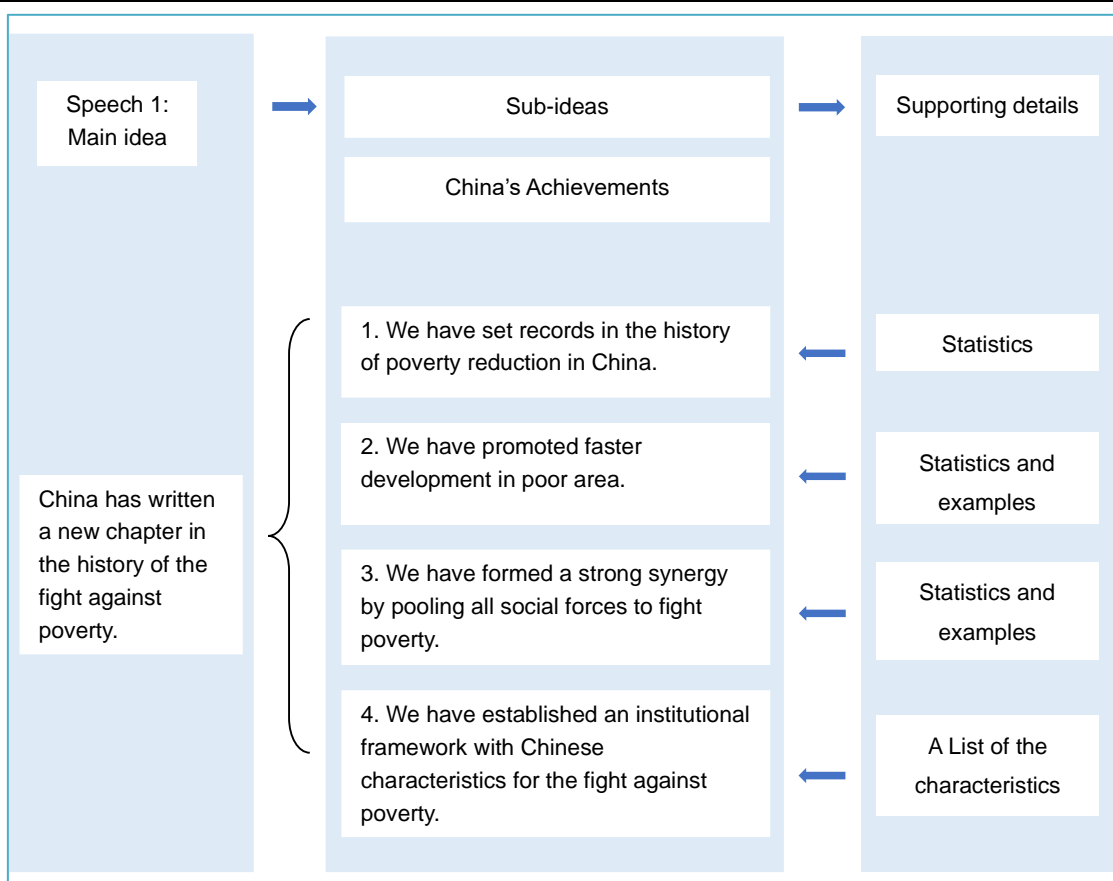 Speech 1:
Main idea
Sub-ideas
Supporting details
China's Achievements
1. We have set records in the history
of poverty reduction in China.
Statistics
2. We have promoted faster
development in poor area.
Statistics and
examples
China has written
a new chapter in
the history of the
fight against
poverty.
3. We have formed a strong synergy
by pooling all social forces to fight
poverty.
Statistics and
examples
4. We have established an institutional
framework with Chinese
characteristics for the fight against
poverty.
A List of the
characteristics